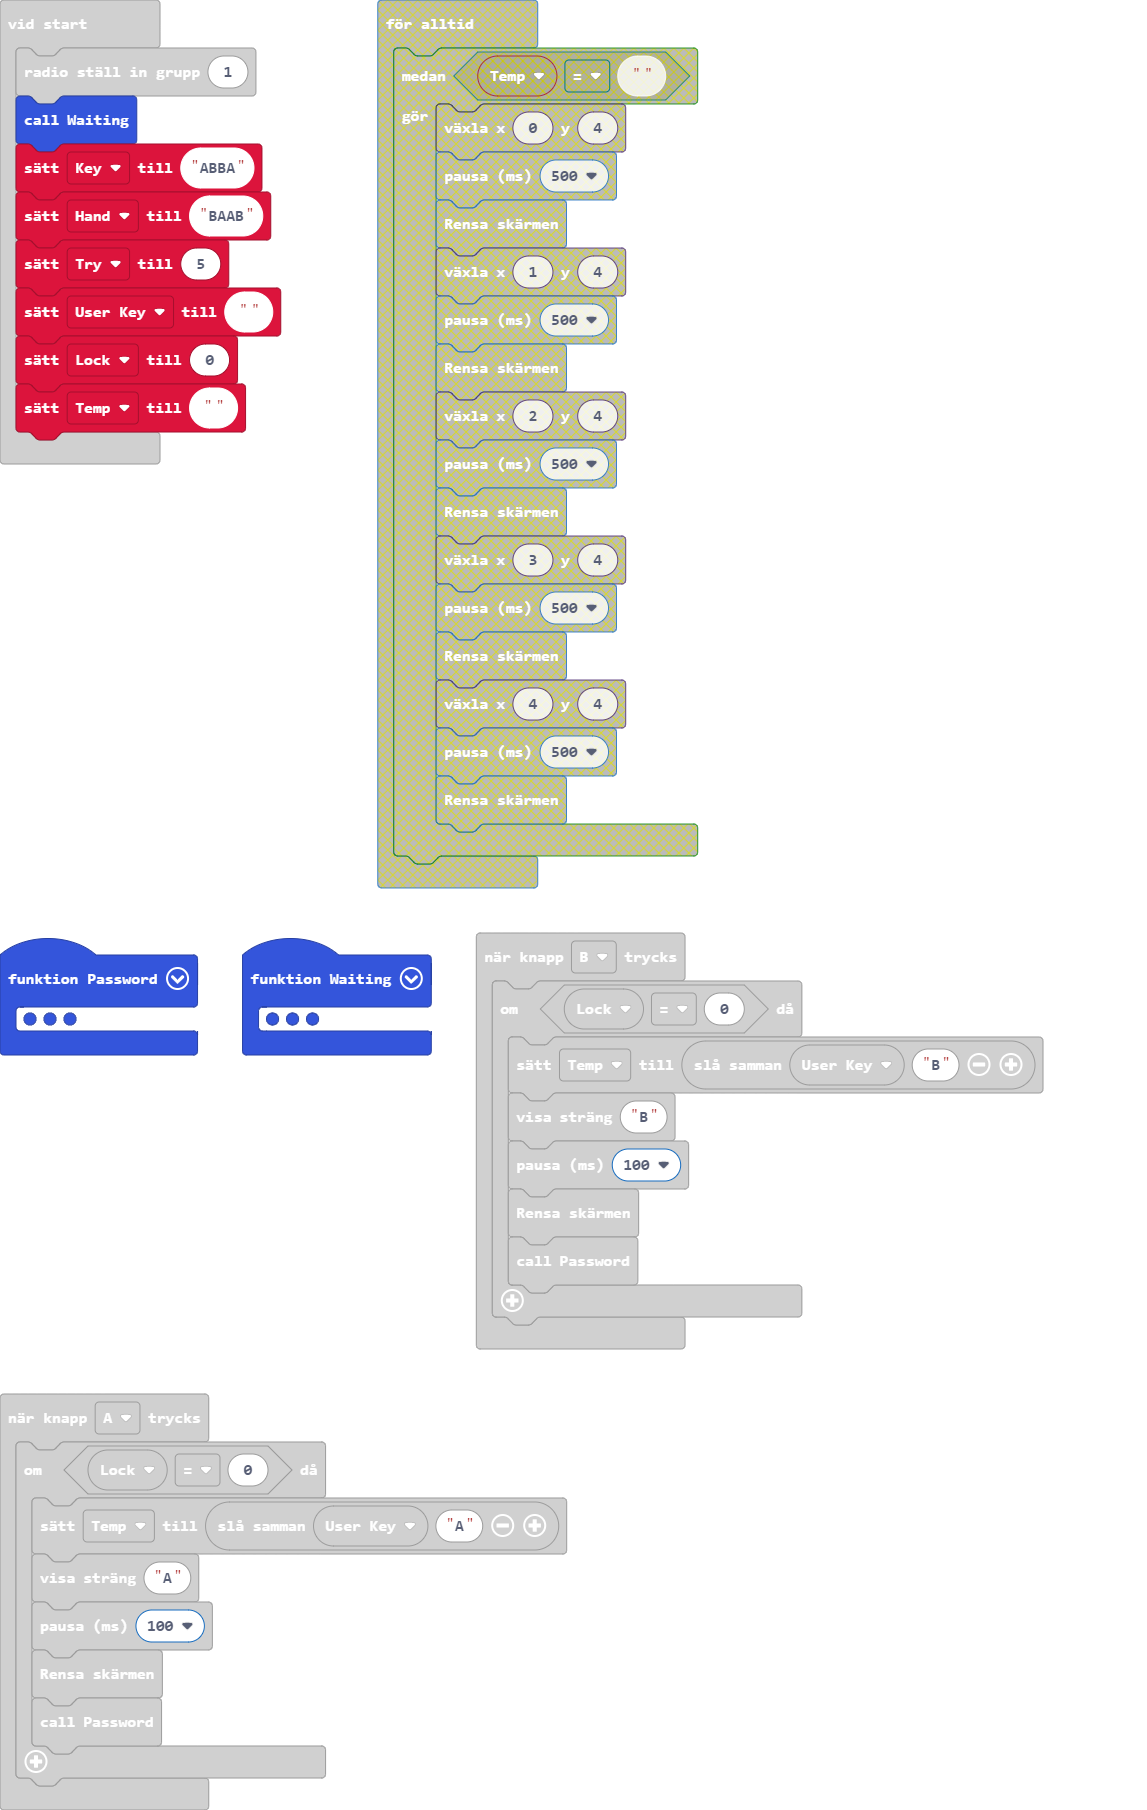 vid start
radio ställ in grupp 1
call Waiting
sätt Key till "ABBA"
sätt Hand till "BAAB"
sätt Try till 5
sätt User Key till " "
sätt Lock till 0
sätt Temp till " "
för alltid
medan Temp = " "
gör
växla x 0 y 4
pausa (ms) 500
Rensa skärmen
växla x 1 y 4
pausa (ms) 500
Rensa skärmen
växla x 2 y 4
pausa (ms) 500
Rensa skärmen
växla x 3 y 4
pausa (ms) 500
Rensa skärmen
växla x 4 y 4
pausa (ms) 500
Rensa skärmen
funktion Password
funktion Waiting
när knapp B trycks
om Lock = 0 då
sätt Temp till slå samman User Key "B"
visa sträng "B"
pausa (ms) 100
Rensa skärmen
call Password
när knapp A trycks
om Lock = 0 då
sätt Temp till slå samman User Key "A"
visa sträng "A"
pausa (ms) 100
Rensa skärmen
call Password